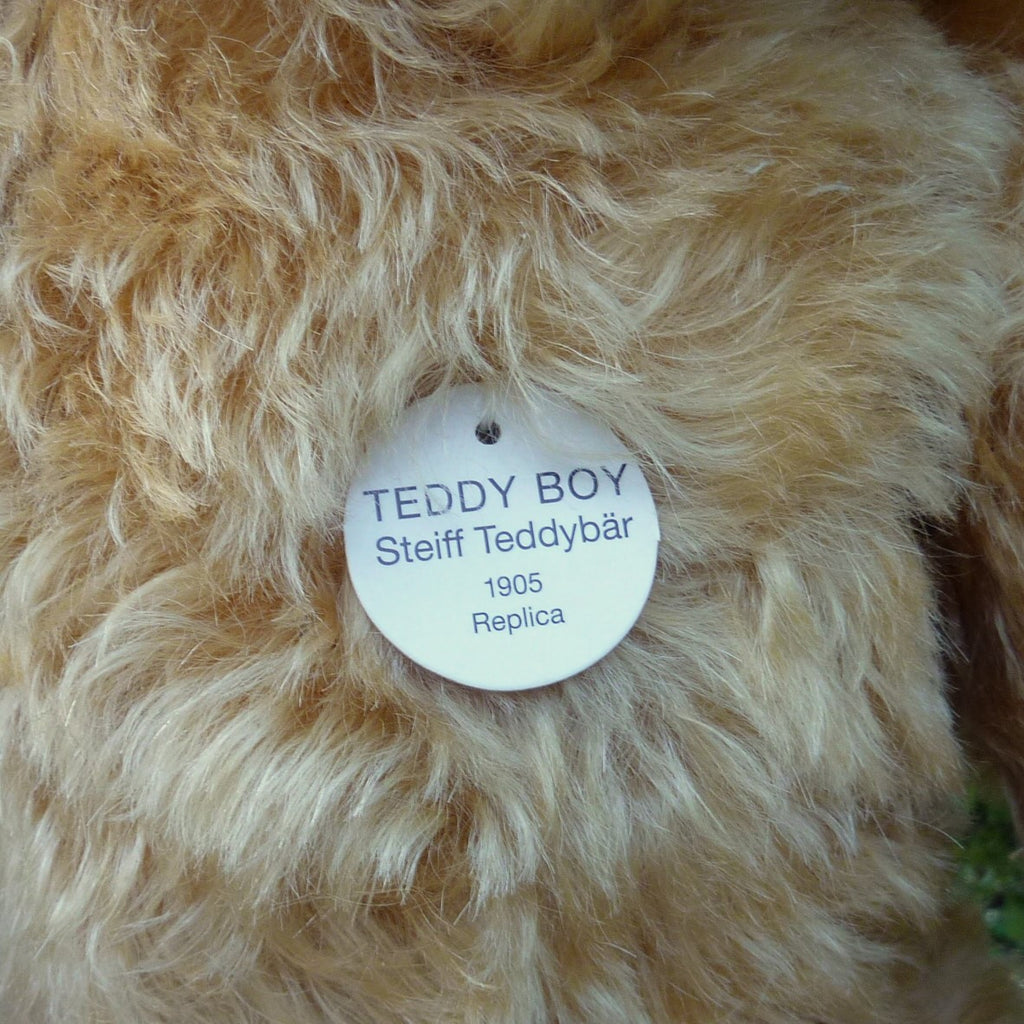 TEDDY BOY
Steiff Teddybär
1905
Replica